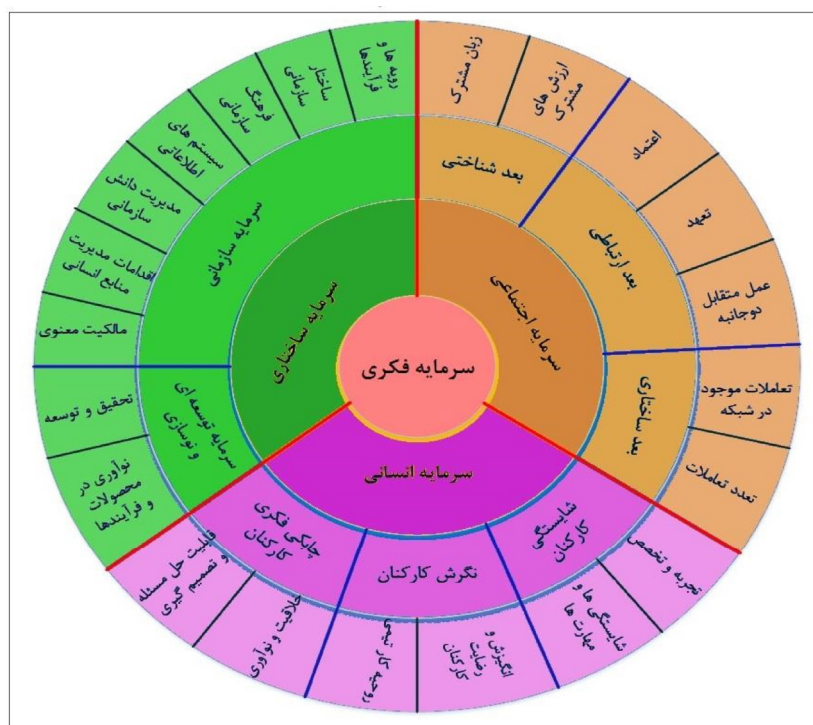 سرمایه فکری
سرمایه اجتماعی
بعد شناختی
زبان مشترک
ارزش های
مشترک
بعد ارتباطی
اعتماد
تعهد
عمل متقابل
دوجانبه
بعد ساختاری
تعاملات موجود
در شبکه
تعدد تعاملات
سرمایه انسانی
شایستگی
کارکنان
تجربه و تخصص
شایستگی ها و
مهارت ها
نگرش کارکنان
انگیزش و
رضایت
کارکنان
روحیه کار تیمی
چابکی فکری
کارکنان
خلاقیت و نوآوری
قابلیت حل مسئله
و تصمیم گیری
سرمایه ساختاری
سرمایه توسعه ای
و نوسازی
نوآوری در
محصولات
و فرآیندها
تحقیق و توسعه
سرمایه سازمانی
مالکیت معنوی
اقدامات مدیریت
منابع انسانی
مدیریت دانش
سازمانی
سیستم های
اطلاعاتی
فرهنگ
سازمانی
ساختار
سازمانی
رویه ها و
فرآیندها